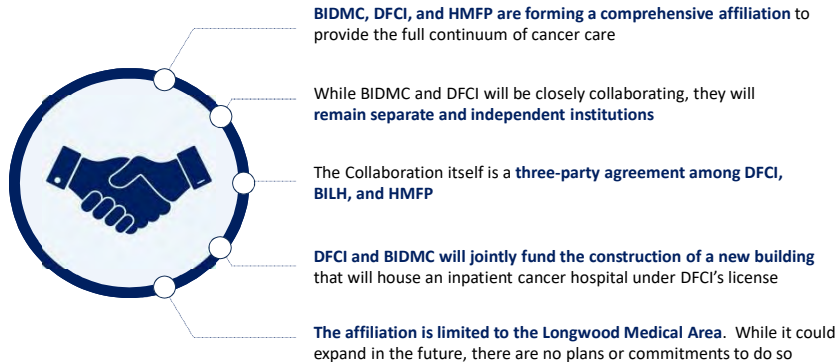 BIDMC, DFCI, and HMFP are forming a comprehensive affiliation to
provide the full continuum of cancer care
While BIDMC and DFCI will be closely collaborating, they will
remain separate and independent institutions
The Collaboration itself is a three-party agreement among DFCI,
BILH, and HMFP
DFCI and BIDMC will jointly fund the construction of a new building
that will house an inpatient cancer hospital under DFCI’s license
The affiliation is limited to the Longwood Medical Area.  While it could
expand in the future, there are no plans or commitments to do so